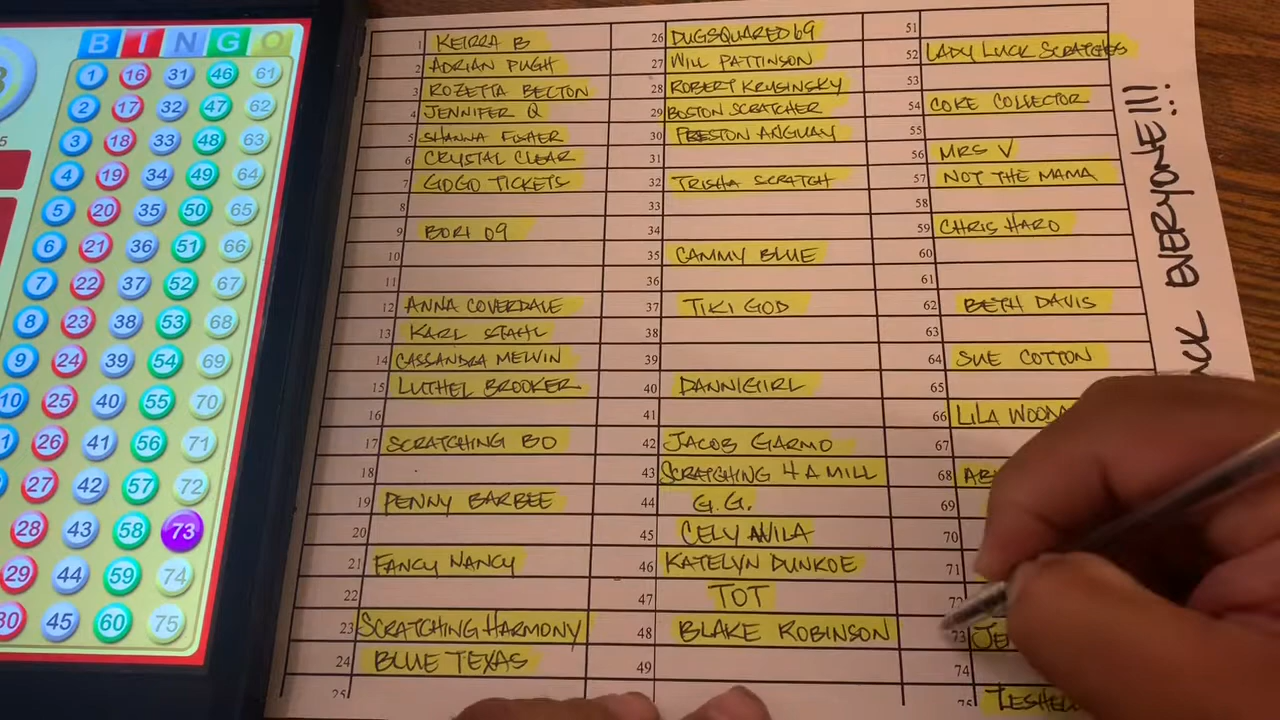 B I N G O
1 16 31 46 61
2 17 32 47 62
3 18 33 48 63
4 19 34 49 64
5 20 35 50 65
6 21 36 51 66
7 22 37 52 67
8 23 38 53 68
9 24 39 54 69
10 25 40 55 70
1 26 41 56 71
27 42 57 72
28 43 58 73
29 44 59 74
30 45 60 75
1 KEIRRA B
2 ADRIAN PUGH
3 ROZETTA BELTON
4 JENNIFER Q
5 SHANNA FISHER
6 CRYSTAL CLEAR
7 GOGO TICKETS
8
9 BORI 09
10
11
12 ANNA COVERDALE
13 KARL STAHL
14 CASSANDRA MELVIN
15 LUTHEL BROOKER
16
17 SCRATCHING BO
18
19 PENNY BARBEE
20
21 FANCY NANCY
22
23 SCRATCHING HARMONY
24 BLUE TEXAS
25
26 DUGSQUARED69
27 WILL PATTINSON
28 ROBERT KRUSINSKY
29 BOSTON SCRATCHER
30 PRESTON ANGUAY
31
32 TRISHA SCRATCH
33
34
35 CAMMY BLUE
36
37 TIKI GOD
38
39
40 DANNIGIRL
41
42 JACOB GARMO
43 SCRATCHING 4 A MILL
44 G.G.
45 CELY AVILA
46 KATELYN DUNKOE
47 TOT
48 BLAKE ROBINSON
49
51
52 LADY LUCK SCRATCHES
53
54 COKE COLLECTOR
55
56 MRS V
57 NOT THE MAMA
58
59 CHRIS HARO
60
61
62 BETH DAVIS
63
64 SUE COTTON
65
66 LILA
67
68
69
70
71
72
73
74
75
EVERYONE!!!